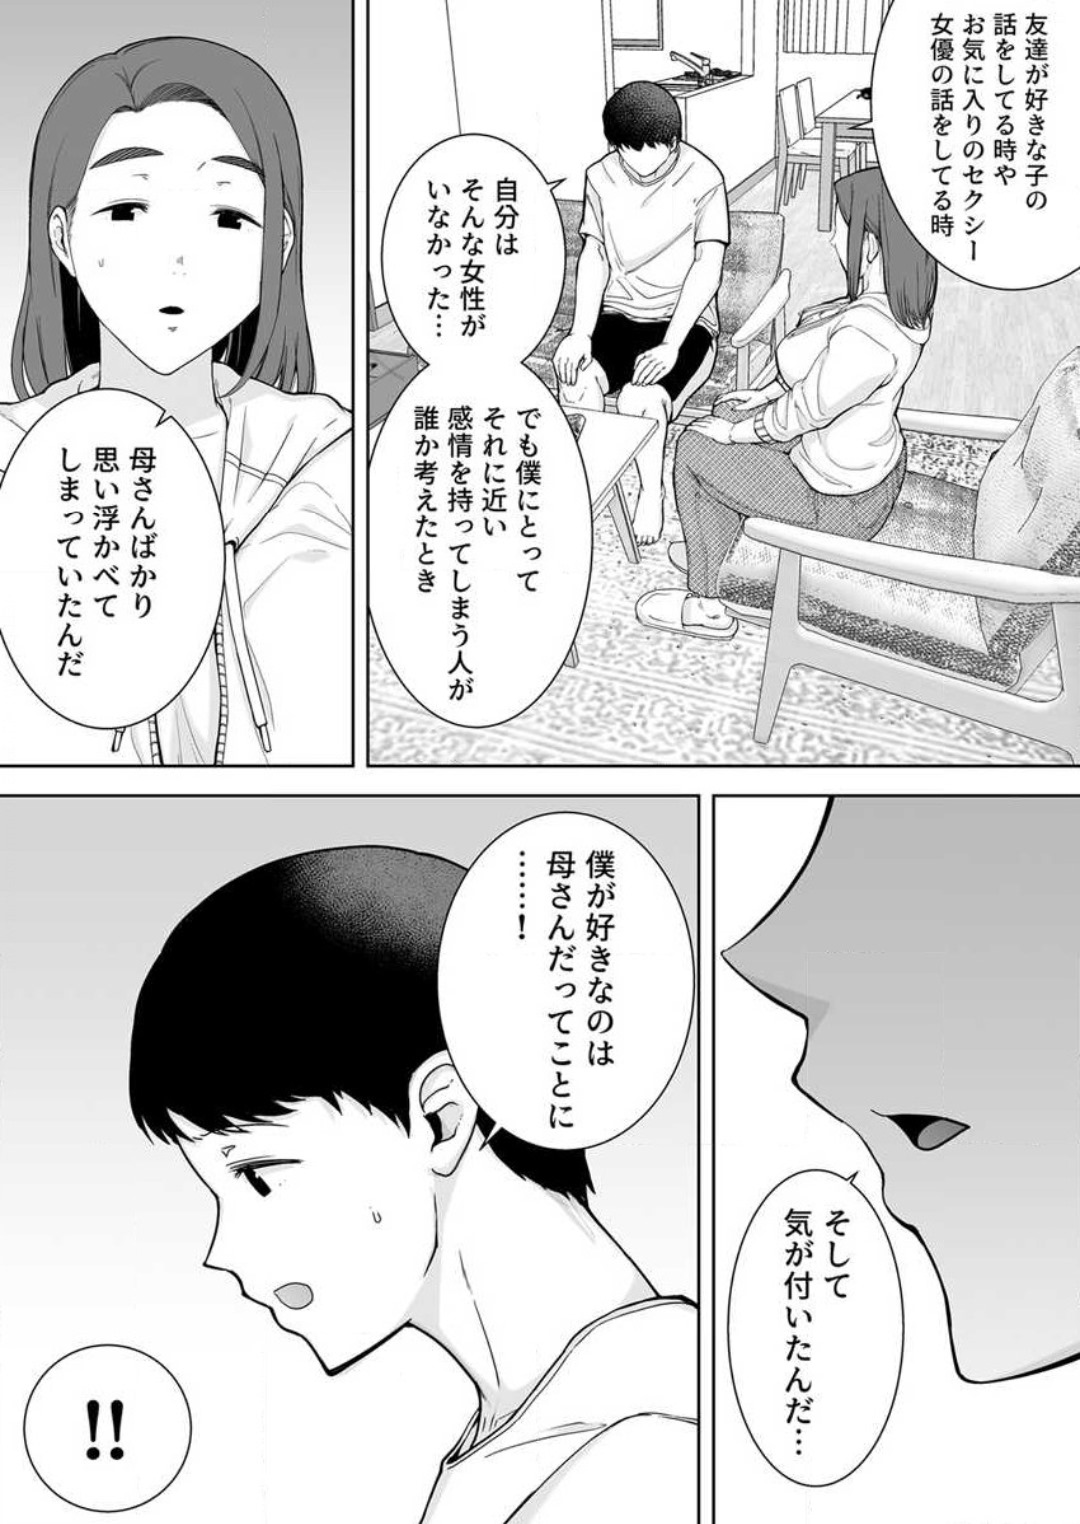 友達が好きな子の
話をしてる時や
お気に入りのセクシー
女優の話をしてる時
自分は
そんな女性が
いなかった…
でも僕にとって
それに近い
感情を持ってしまう人が
誰か考えたとき
母さんばかり
思い浮かべて
しまっていたんだ
そして
気が付いたんだ…
僕が好きなのは
母さんだってことに
……！
!!